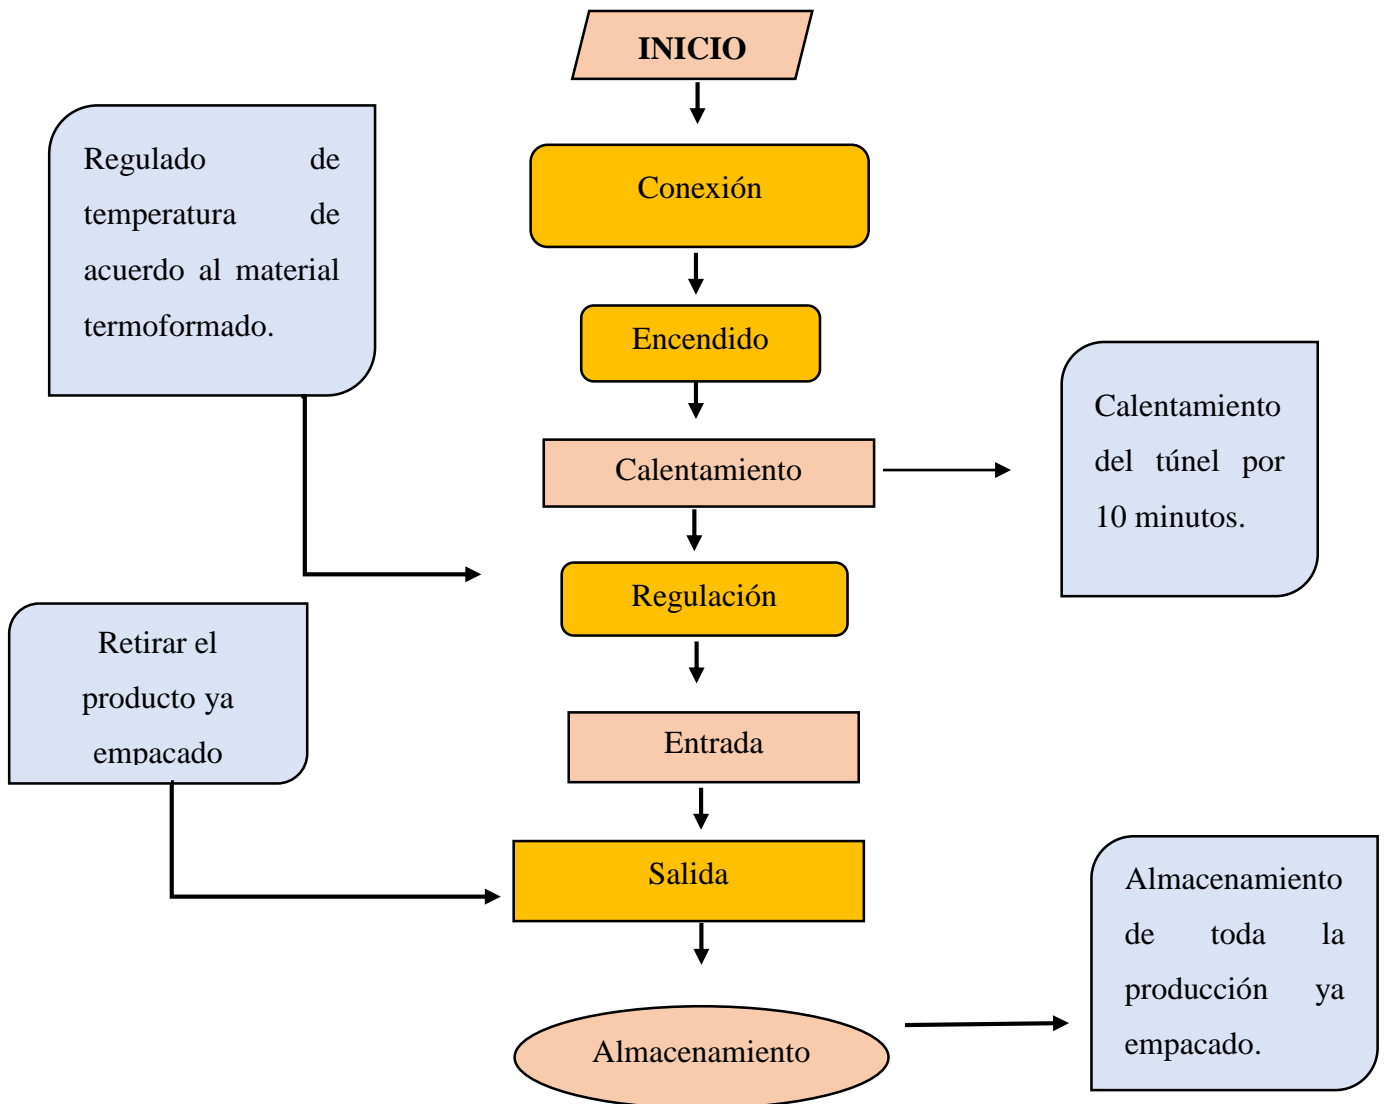 INICIO
Conexión
Regulado de
temperatura de
acuerdo al material
termoformado.
Encendido
Calentamiento
Calentamiento
del túnel por
10 minutos.
Regulación
Retirar el
producto ya
empacado
Entrada
Salida
Almacenamiento
Almacenamiento
de toda la
producción ya
empacado.